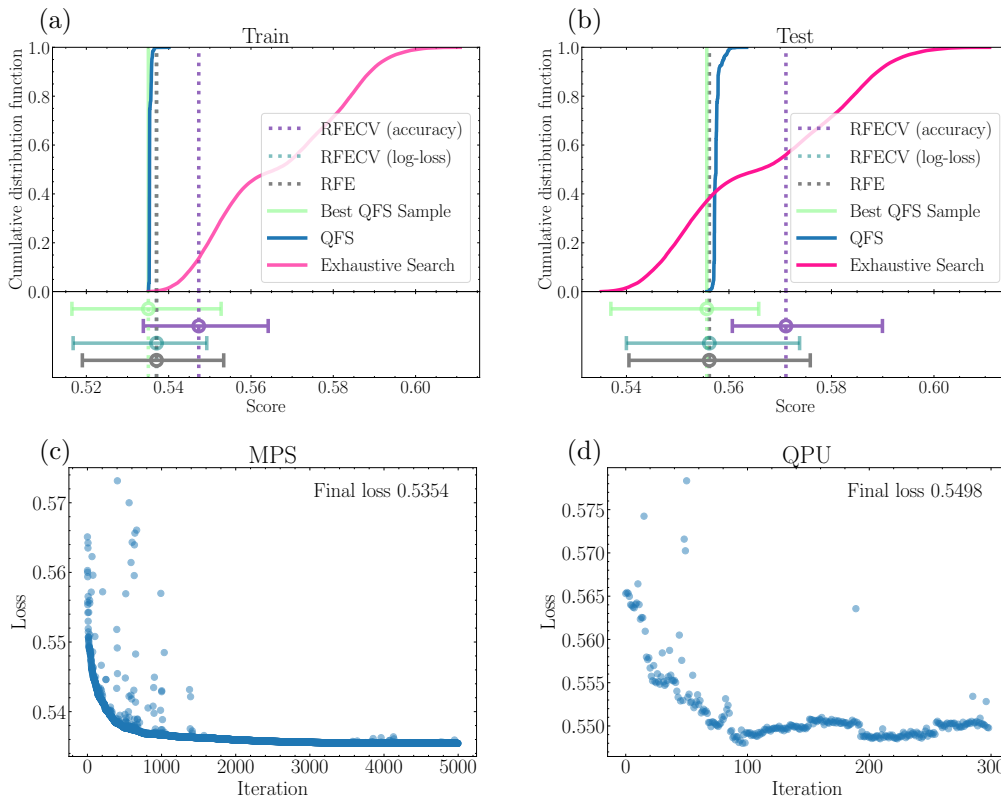 (a)
Train
Cumulative distribution function
1.0
0.8
0.6
0.4
0.2
0.0
RFECV (accuracy)
RFECV (log-loss)
RFE
Best QFS Sample
QFS
Exhaustive Search
0.52
0.54
0.56
0.58
0.60
Score
(b)
Test
Cumulative distribution function
1.0
0.8
0.6
0.4
0.2
0.0
RFECV (accuracy)
RFECV (log-loss)
RFE
Best QFS Sample
QFS
Exhaustive Search
0.54
0.56
0.58
0.60
Score
(c)
MPS
Final loss 0.5354
Loss
0.57
0.56
0.55
0.54
0
1000
2000
3000
4000
5000
Iteration
(d)
QPU
Final loss 0.5498
Loss
0.575
0.570
0.565
0.560
0.555
0.550
0
100
200
300
Iteration